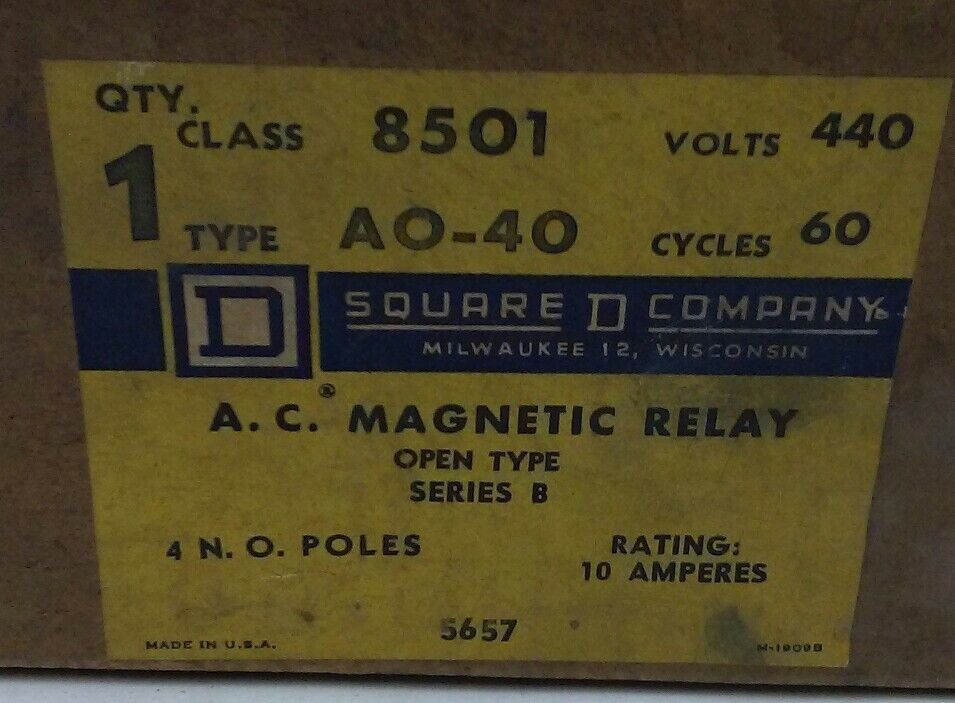 QTY.
1
CLASS 8501
VOLTS 440
TYPE AO-40
CYCLES 60
D
SQUARE D COMPANY
MILWAUKEE 12, WISCONSIN
A.C. MAGNETIC RELAY
®
OPEN TYPE
SERIES B
4 N. O. POLES
RATING:
10 AMPERES
5657
MADE IN U.S.A.
M-1909B